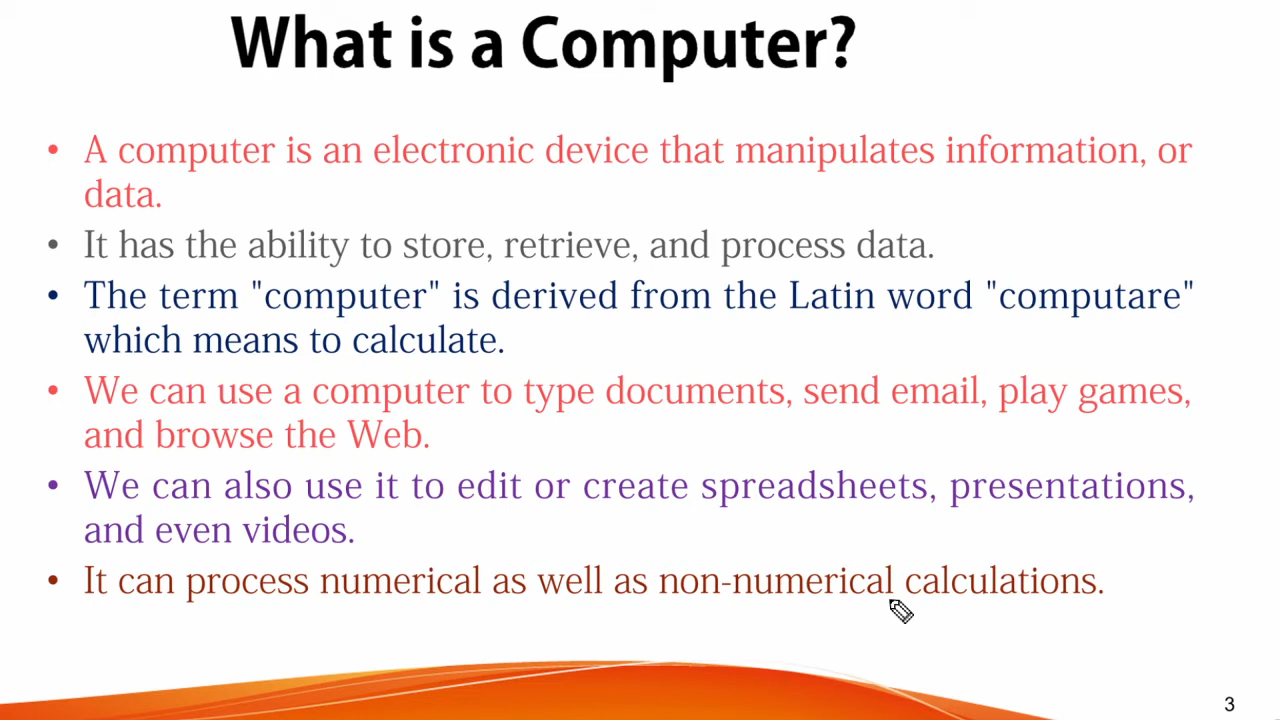 What is a Computer?
• A computer is an electronic device that manipulates information, or
data.
• It has the ability to store, retrieve, and process data.
• The term "computer" is derived from the Latin word "computare"
which means to calculate.
• We can use a computer to type documents, send email, play games,
and browse the Web.
• We can also use it to edit or create spreadsheets, presentations,
and even videos.
• It can process numerical as well as non-numerical calculations.
3